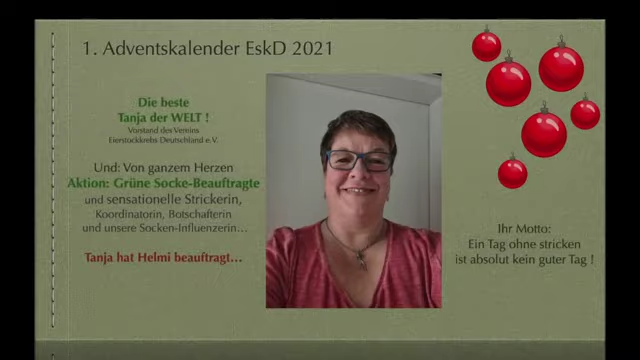 1. Adventskalender EskD 2021
Die beste
Tanja der WELT !
Vorstand des Vereins
Eierstockkrebs Deutschland e.V.
Und: Von ganzem Herzen
Aktion: Grüne Socke-Beauftragte
und sensationelle Strickerin,
Koordinatorin, Botschafterin
und unsere Socken-Influenzerin…
Tanja hat Helmi beauftragt…
Ihr Motto:
Ein Tag ohne stricken
ist absolut kein guter Tag !